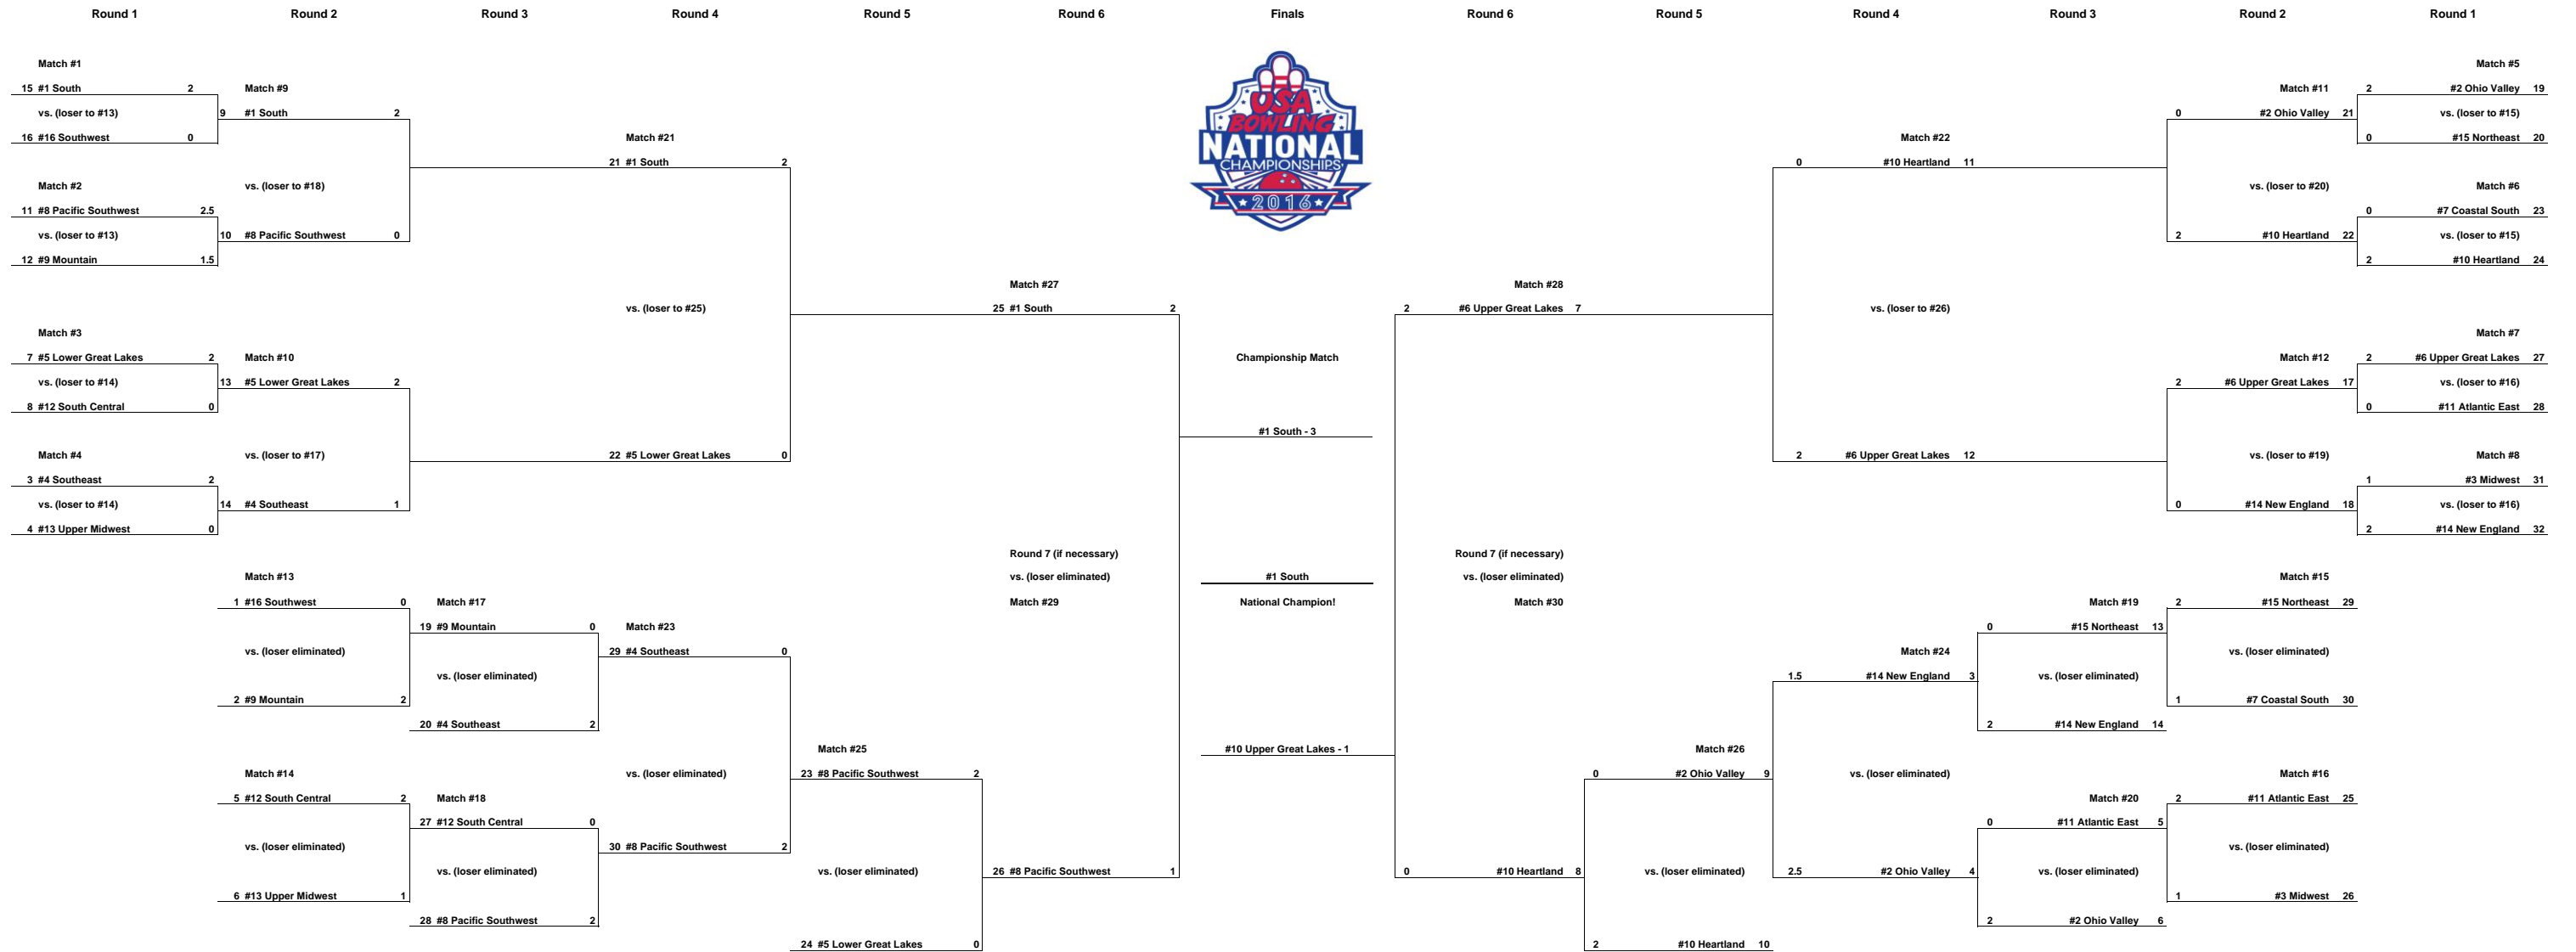 Round 1 Round 2 Round 3 Round 4 Round 5 Round 6 Finals Round 6 Round 5 Round 4 Round 3 Round 2 Round 1
USA
BOWLING
NATIONAL
CHAMPIONSHIPS
2016
Match #1 Match #5
15 #1 South 2 Match #9 Match #11 2 #2 Ohio Valley 19
vs. (loser to #13) 9 #1 South 2 0 #2 Ohio Valley 21 vs. (loser to #15)
16 #16 Southwest 0 Match #21 Match #22 0 #15 Northeast 20
21 #1 South 2 0 #10 Heartland 11
Match #2 vs. (loser to #18) vs. (loser to #20) Match #6
11 #8 Pacific Southwest 2.5 0 #7 Coastal South 23
vs. (loser to #13) 10 #8 Pacific Southwest 0 2 #10 Heartland 22 vs. (loser to #15)
12 #9 Mountain 1.5 2 #10 Heartland 24
Match #27 Match #28
vs. (loser to #25) 25 #1 South 2 2 #6 Upper Great Lakes 7 vs. (loser to #26)
Match #3 Match #7
7 #5 Lower Great Lakes 2 Match #10 Championship Match Match #12 2 #6 Upper Great Lakes 27
vs. (loser to #14) 13 #5 Lower Great Lakes 2 2 #6 Upper Great Lakes 17 vs. (loser to #16)
8 #12 South Central 0 0 #11 Atlantic East 28
#1 South - 3
Match #4 vs. (loser to #17) 22 #5 Lower Great Lakes 0 2 #6 Upper Great Lakes 12 vs. (loser to #19) Match #8
3 #4 Southeast 2 1 #3 Midwest 31
vs. (loser to #14) 14 #4 Southeast 1 0 #14 New England 18 vs. (loser to #16)
4 #13 Upper Midwest 0 2 #14 New England 32
Round 7 (if necessary) Round 7 (if necessary)
Match #13 vs. (loser eliminated) #1 South vs. (loser eliminated) Match #15
1 #16 Southwest 0 Match #17 Match #29 National Champion! Match #30 Match #19 2 #15 Northeast 29
19 #9 Mountain 0 Match #23 0 #15 Northeast 13
vs. (loser eliminated) 29 #4 Southeast 0 Match #24 vs. (loser eliminated)
vs. (loser eliminated) 1.5 #14 New England 3 vs. (loser eliminated)
2 #9 Mountain 2 1 #7 Coastal South 30
20 #4 Southeast 2 2 #14 New England 14
Match #25 #10 Upper Great Lakes - 1 Match #26
Match #14 vs. (loser eliminated) 23 #8 Pacific Southwest 2 0 #2 Ohio Valley 9 vs. (loser eliminated) Match #16
5 #12 South Central 2 Match #18 Match #20 2 #11 Atlantic East 25
27 #12 South Central 0 0 #11 Atlantic East 5
vs. (loser eliminated) 30 #8 Pacific Southwest 2 vs. (loser eliminated)
vs. (loser eliminated) vs. (loser eliminated) 26 #8 Pacific Southwest 1 0 #10 Heartland 8 vs. (loser eliminated) 2.5 #2 Ohio Valley 4 vs. (loser eliminated)
6 #13 Upper Midwest 1 1 #3 Midwest 26
28 #8 Pacific Southwest 2 2 #2 Ohio Valley 6
24 #5 Lower Great Lakes 0 2 #10 Heartland 10